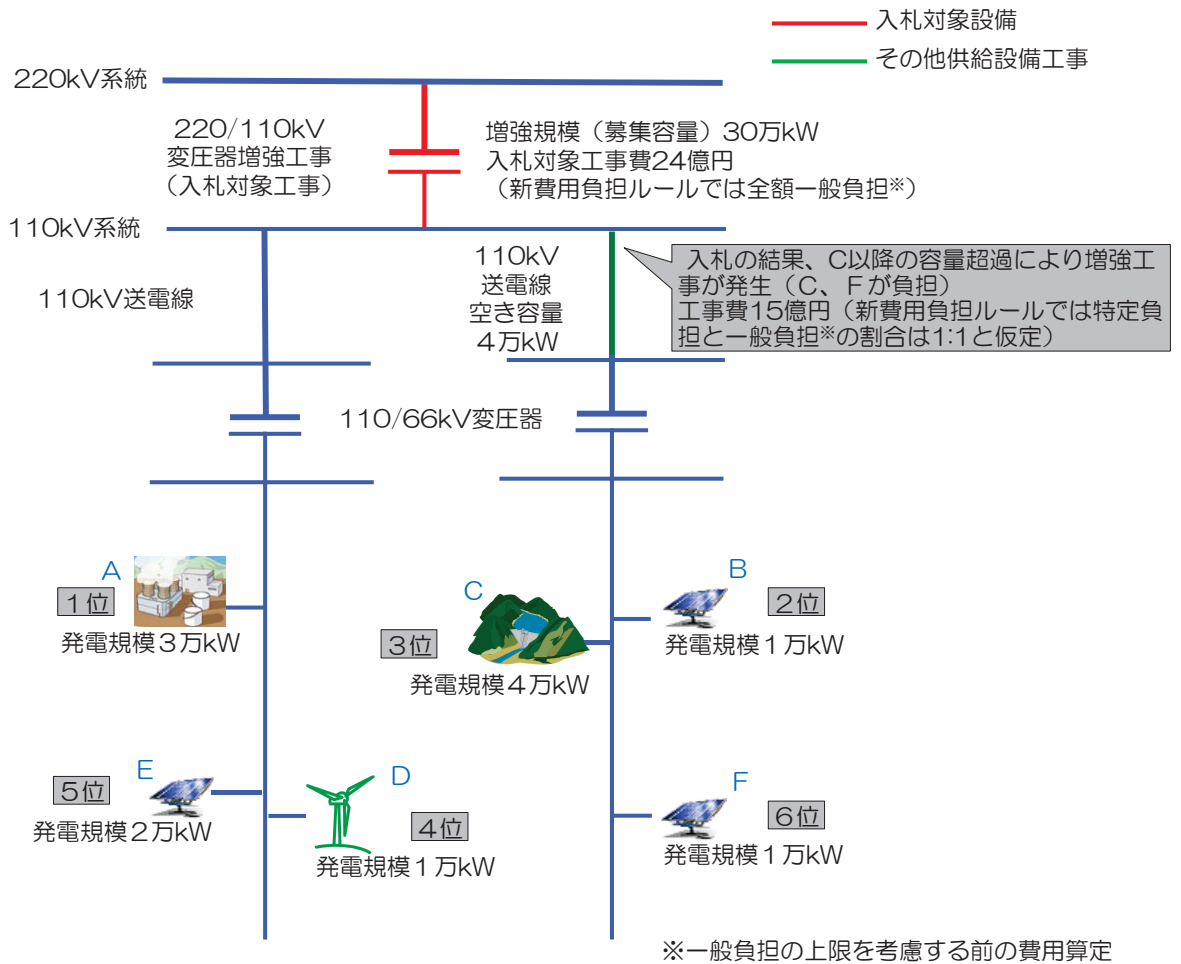 入札対象設備
その他供給設備工事
220kV系統
220/110kV
変圧器増強工事
（入札対象工事）
増強規模（募集容量）30万kW
入札対象工事費24億円
（新費用負担ルールでは全額一般負担※）
110kV系統
110kV送電線
110kV
送電線
空き容量
4万kW
入札の結果、C以降の容量超過により増強工
事が発生（C、Fが負担）
工事費15億円（新費用負担ルールでは特定負
担と一般負担※の割合は1:1と仮定）
110/66kV変圧器
A
1位
発電規模3万kW
C
3位
発電規模4万kW
B
2位
発電規模1万kW
E
5位
発電規模2万kW
D
4位
発電規模1万kW
F
6位
発電規模1万kW
※一般負担の上限を考慮する前の費用算定